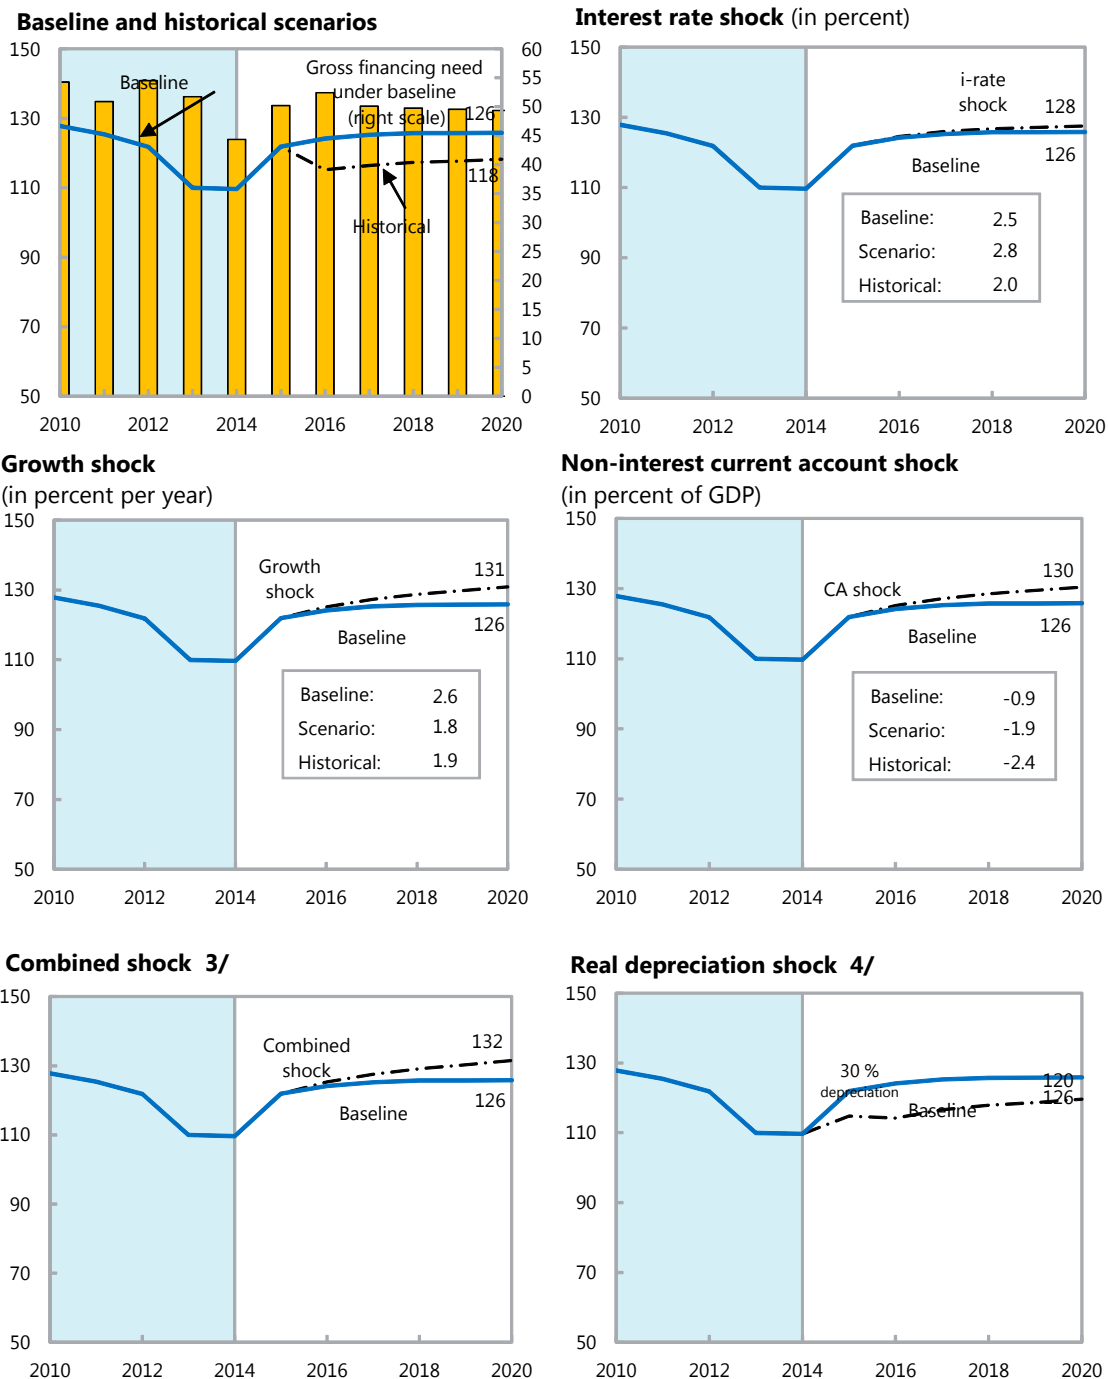 Baseline and historical scenarios
150
130
110
90
70
50
60
55
50
45
40
35
30
25
20
15
10
5
0
Baseline
Gross financing need
under baseline
(right scale)
126
118
Historical
2010 2012 2014 2016 2018 2020
Interest rate shock (in percent)
150
130
110
90
70
50
i-rate
shock
128
126
Baseline
Baseline: 2.5
Scenario: 2.8
Historical: 2.0
2010 2012 2014 2016 2018 2020
Growth shock
(in percent per year)
150
130
110
90
70
50
Growth
shock
131
126
Baseline
Baseline: 2.6
Scenario: 1.8
Historical: 1.9
2010 2012 2014 2016 2018 2020
Non-interest current account shock
(in percent of GDP)
150
130
110
90
70
50
CA shock
130
126
Baseline
Baseline: -0.9
Scenario: -1.9
Historical: -2.4
2010 2012 2014 2016 2018 2020
Combined shock 3/
150
130
110
90
70
50
Combined
shock
132
126
Baseline
2010 2012 2014 2016 2018 2020
Real depreciation shock 4/
150
130
110
90
70
50
30 %
depreciation
120
126
Baseline
2010 2012 2014 2016 2018 2020